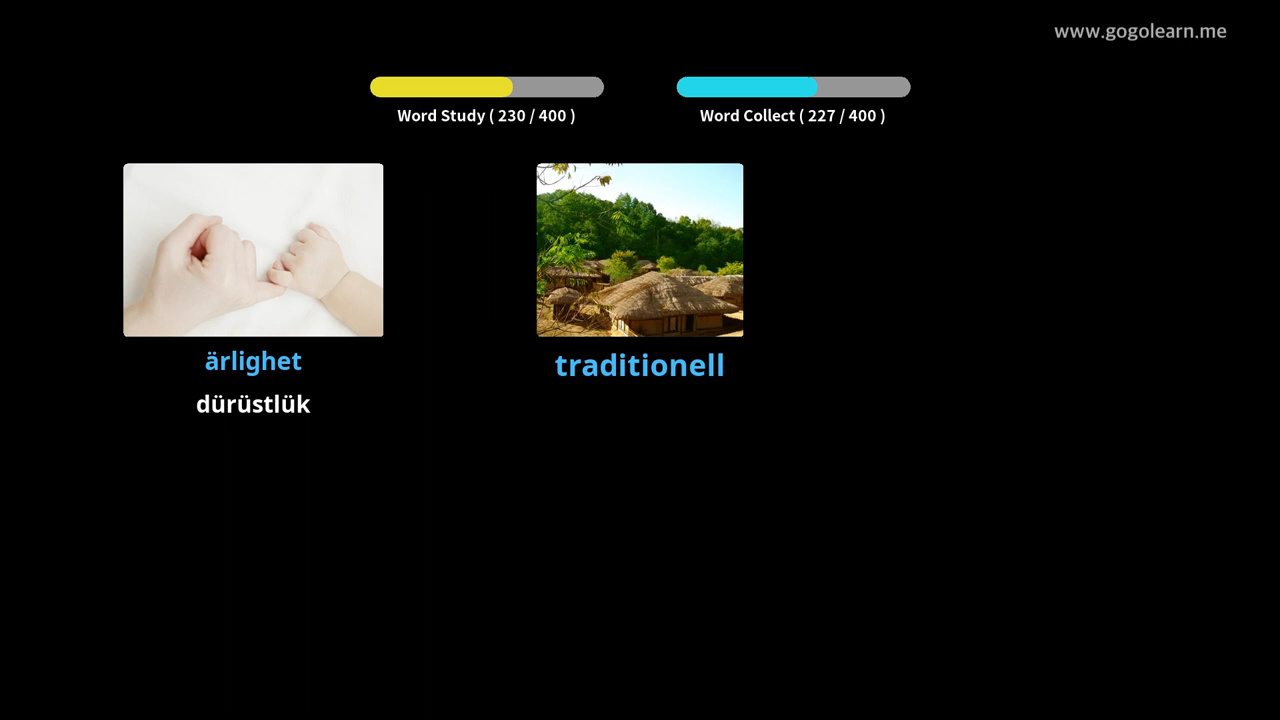 www.gogolearn.me
Word Study ( 230 / 400 )
Word Collect ( 227 / 400 )
ärlighet
dürüstlük
traditionell